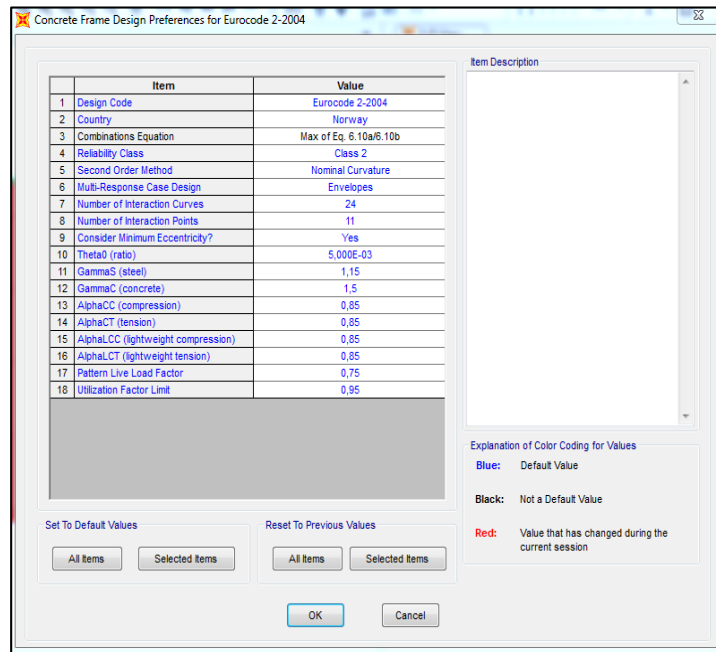 Concrete Frame Design Preferences for Eurocode 2-2004
Item Value
1 Design Code Eurocode 2-2004
2 Country Norway
3 Combinations Equation Max of Eq. 6.10a/6.10b
4 Reliability Class Class 2
5 Second Order Method Nominal Curvature
6 Multi-Response Case Design Envelopes
7 Number of Interaction Curves 24
8 Number of Interaction Points 11
9 Consider Minimum Eccentricity? Yes
10 Theta0 (ratio) 5,000E-03
11 GammaS (steel) 1,15
12 GammaC (concrete) 1,5
13 AlphaCC (compression) 0,85
14 AlphaCT (tension) 0,85
15 AlphaLCC (lightweight compression) 0,85
16 AlphaLCT (lightweight tension) 0,85
17 Pattern Live Load Factor 0,75
18 Utilization Factor Limit 0,95
Item Description
Explanation of Color Coding for Values
Blue: Default Value
Black: Not a Default Value
Red: Value that has changed during the
current session
Set To Default Values
All Items Selected Items
Reset To Previous Values
All Items Selected Items
OK Cancel